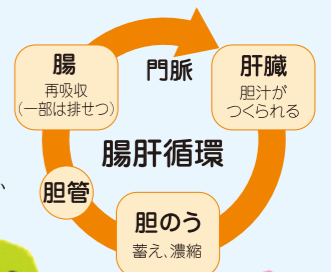 腸
再吸収
（一部は排せつ）
門脈
肝臓
胆汁が
つくられる
腸肝循環
、
胆管
胆のう
蓄え、濃縮